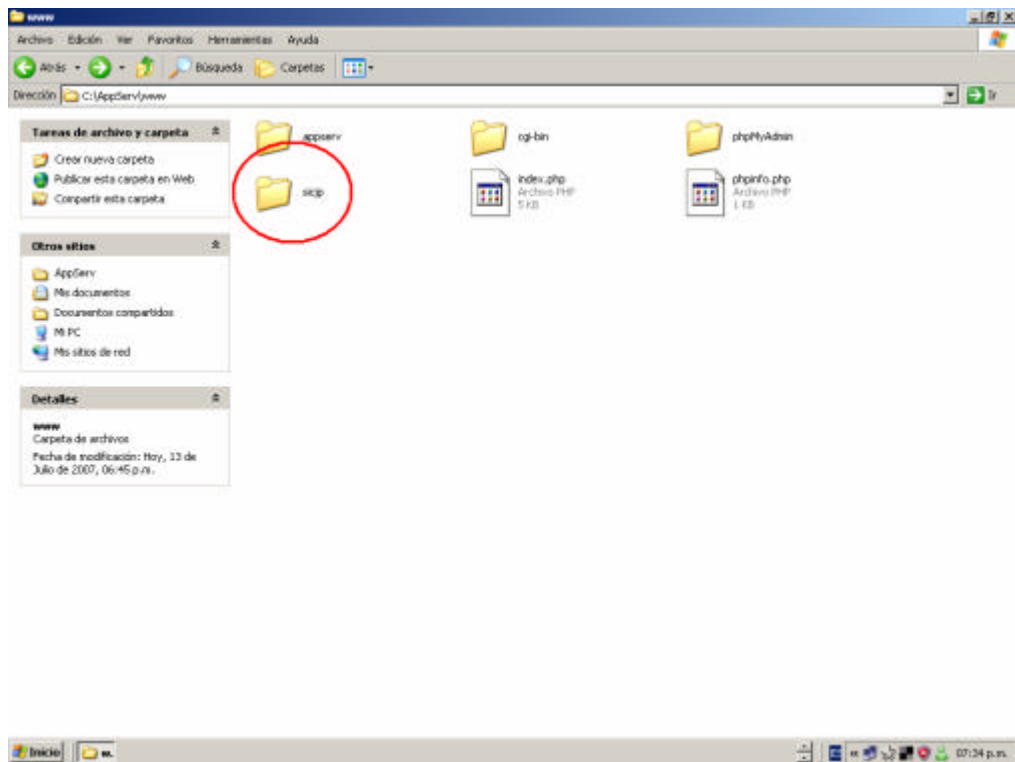 www
Archivo Edición Ver Favoritos Herramientas Ayuda
Atrás Búsqueda Carpetas
Dirección C:\AppServ\www Ir
Tareas de archivo y carpeta
Crear nueva carpeta
Publicar esta carpeta en Web
Compartir esta carpeta
Otros sitios
AppServ
Mis documentos
Documentos compartidos
Mi PC
Mis sitios de red
Detalles
www
Carpeta de archivos
Fecha de modificación: Hoy, 13 de
Julio de 2007, 06:45 p.m.
appserv
cgi-bin
phpMyAdmin
sicip
index.php
Archivo PHP
5 KB
phpinfo.php
Archivo PHP
1 KB
Inicio w.
07:34 p.m.